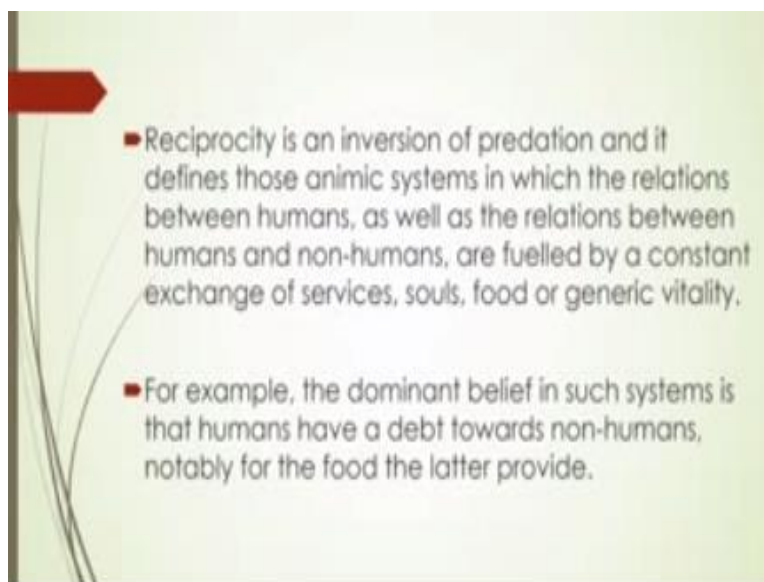 Reciprocity is an inversion of predation and it
defines those animic systems in which the relations
between humans, as well as the relations between
humans and non-humans, are fuelled by a constant
exchange of services, souls, food or generic vitality.
For example, the dominant belief in such systems is
that humans have a debt towards non-humans,
notably for the food the latter provide.